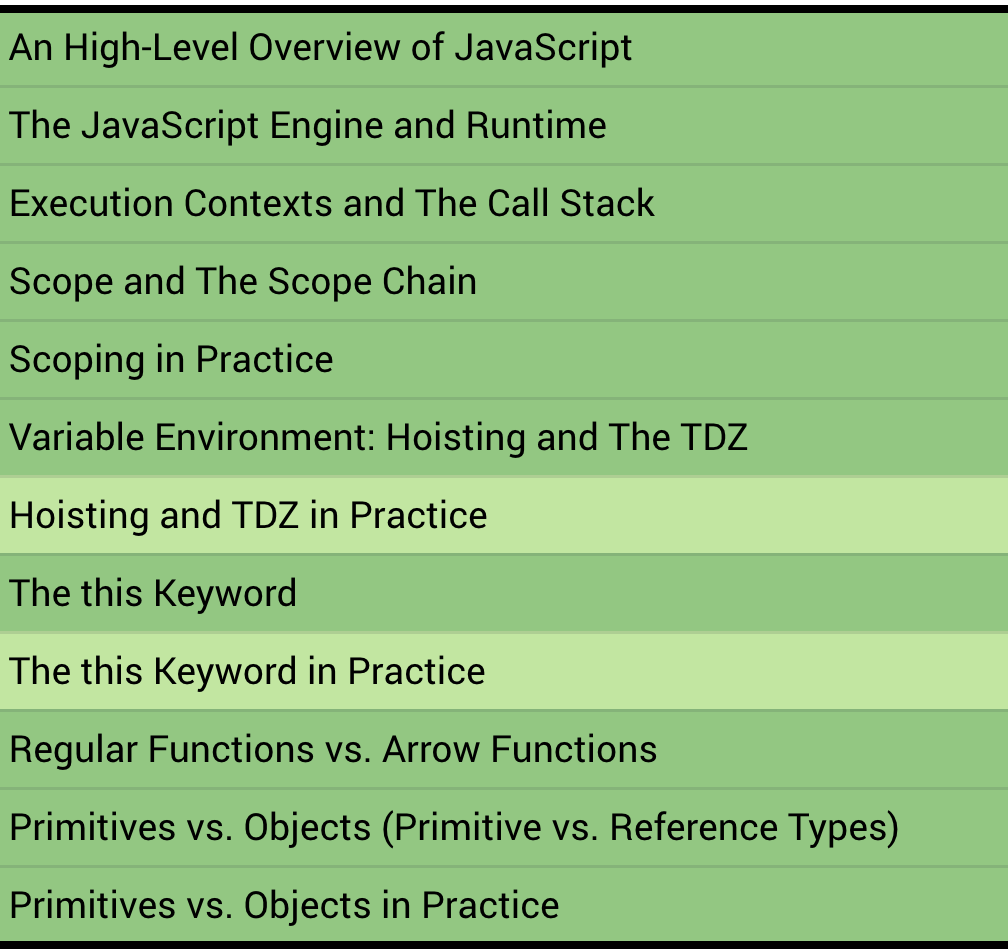 An High-Level Overview of JavaScript
The JavaScript Engine and Runtime
Execution Contexts and The Call Stack
Scope and The Scope Chain
Scoping in Practice
Variable Environment: Hoisting and The TDZ
Hoisting and TDZ in Practice
The this Keyword
The this Keyword in Practice
Regular Functions vs. Arrow Functions
Primitives vs. Objects (Primitive vs. Reference Types)
Primitives vs. Objects in Practice